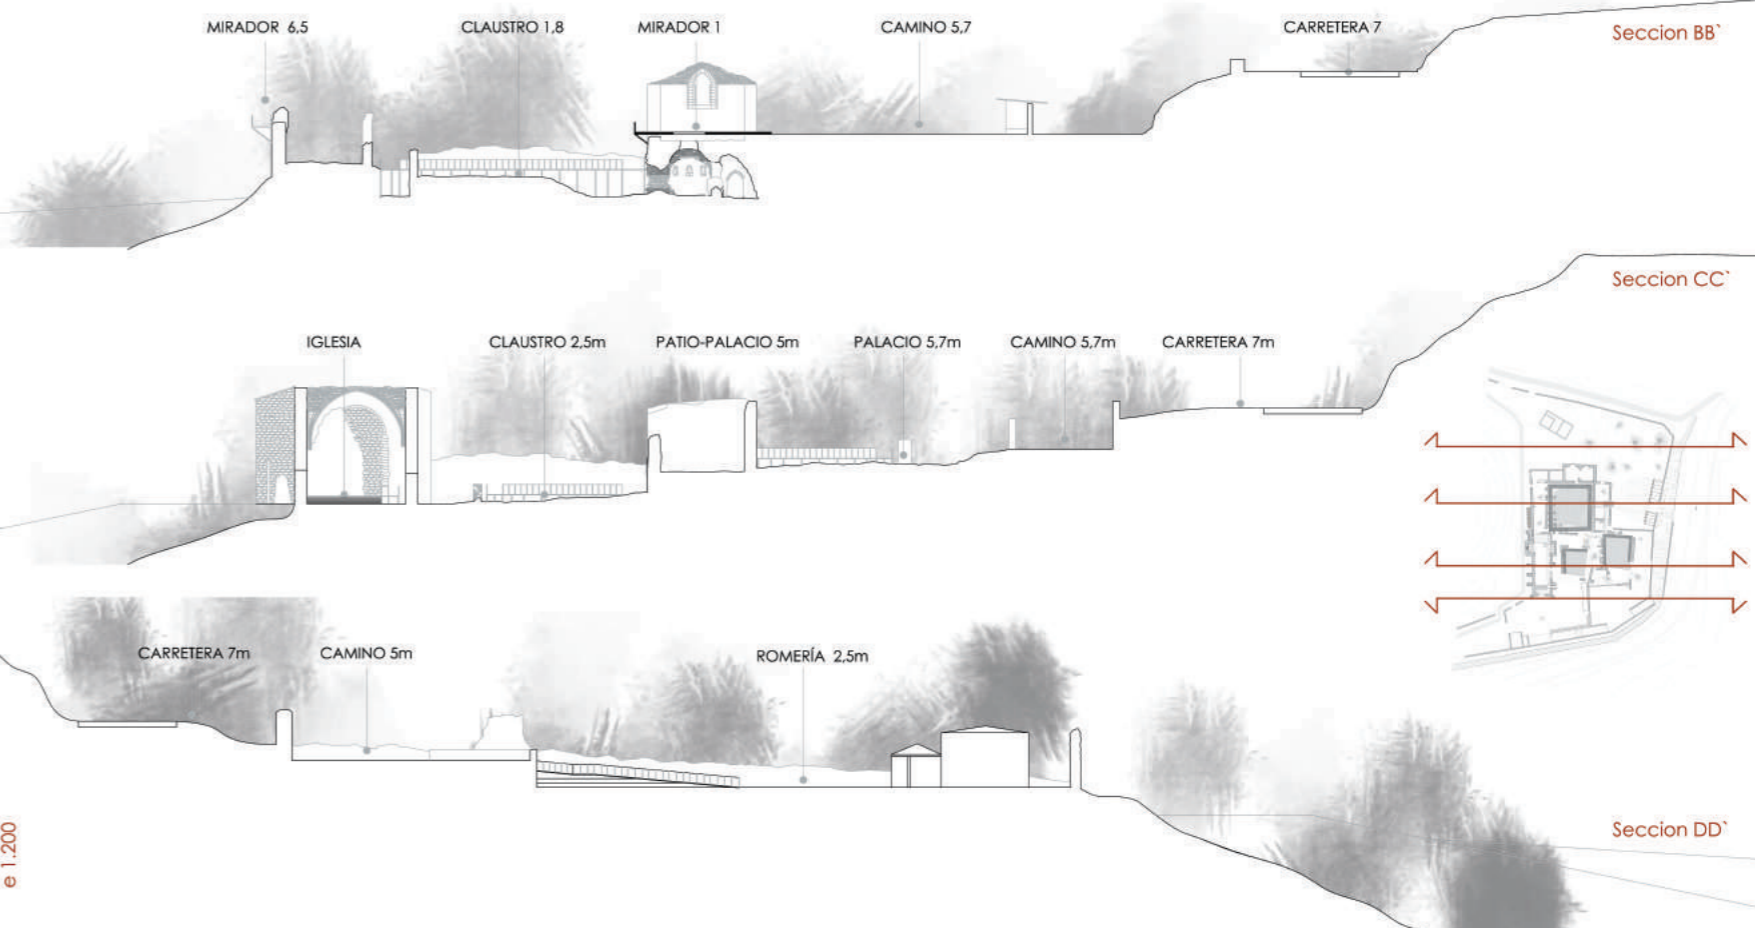 MIRADOR 6,5
CLAUSTRO 1,8
MIRADOR 1
CAMINO 5,7
CARRETERA 7
Seccion BB`
Seccion CC`
IGLESIA
CLAUSTRO 2,5m
PATIO-PALACIO 5m
PALACIO 5,7m
CAMINO 5,7m
CARRETERA 7m
CARRETERA 7m
CAMINO 5m
ROMERÍA 2,5m
Seccion DD`
e 1.200